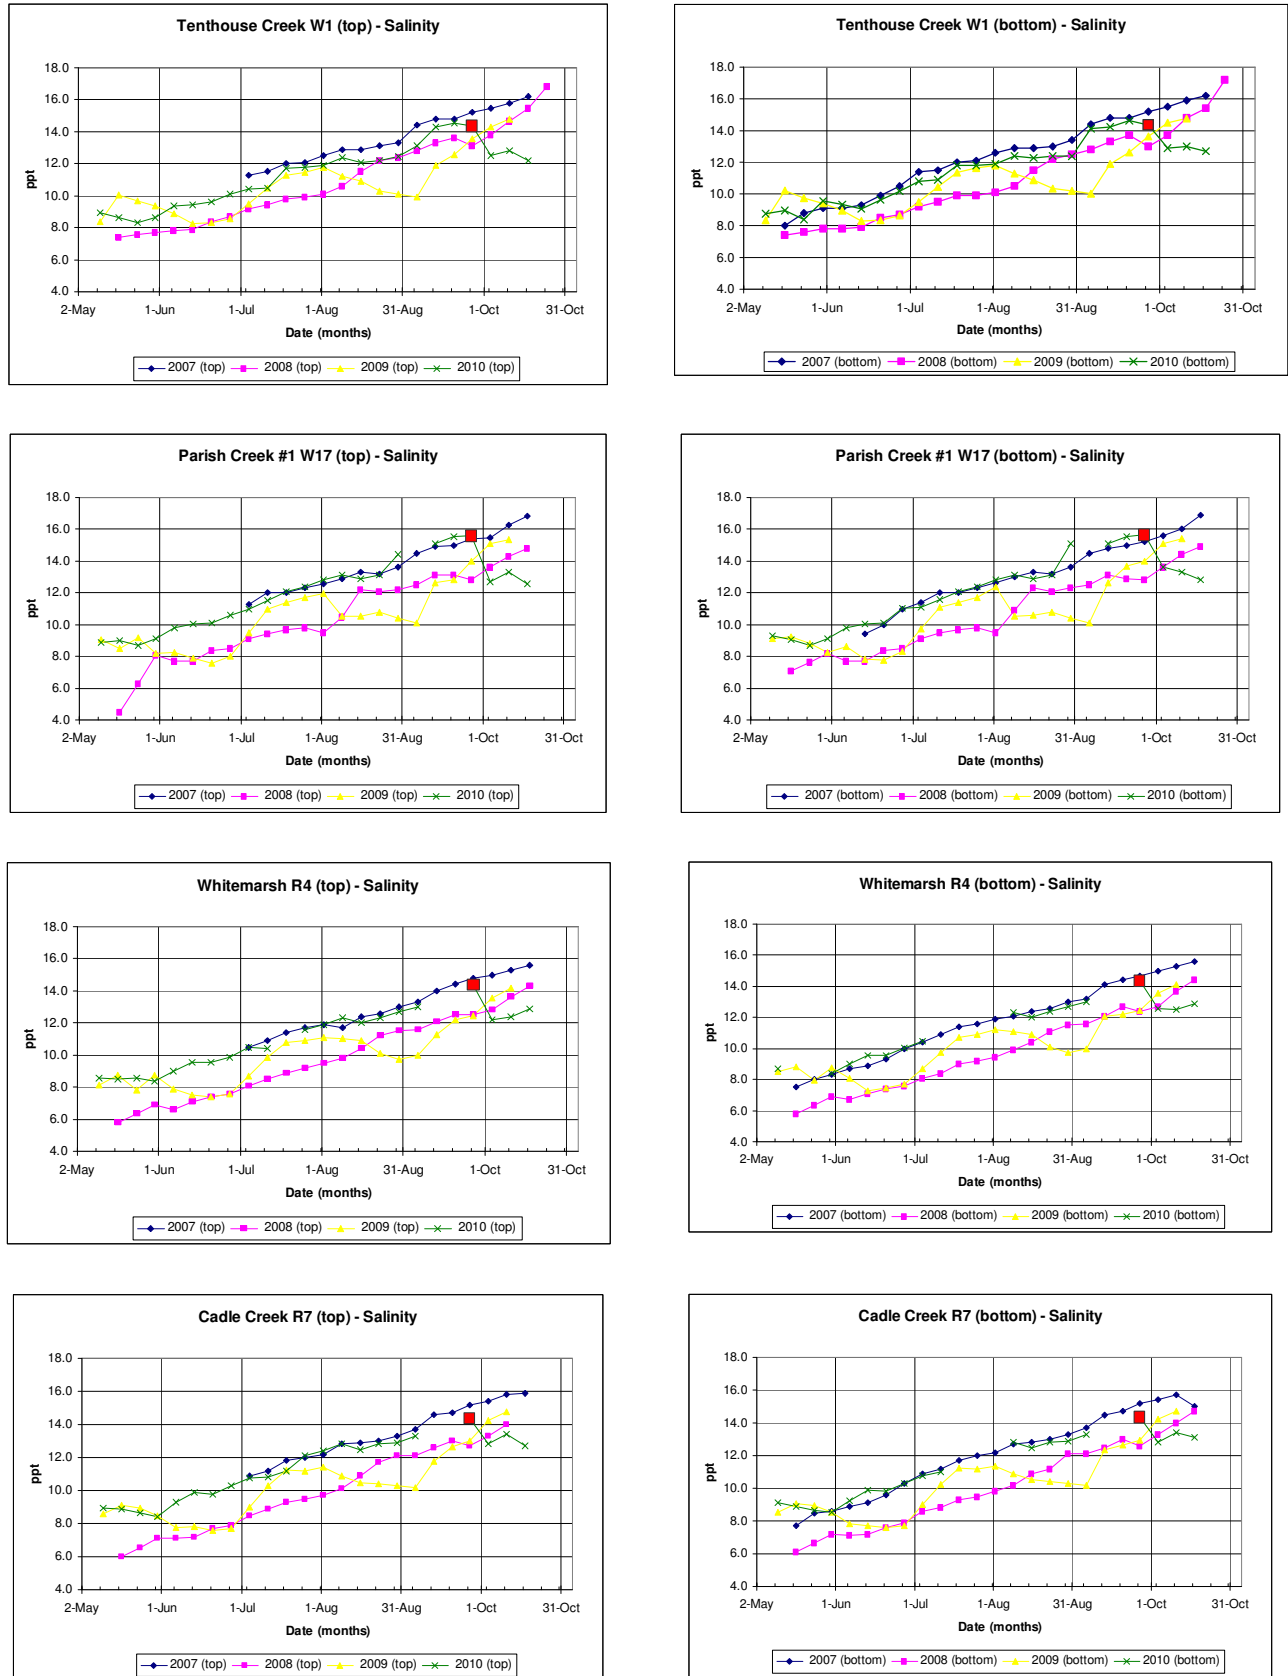 Tenthouse Creek W1 (top) - Salinity
18.0
16.0
14.0
12.0
10.0
8.0
6.0
4.0
ppt
2-May 1-Jun 1-Jul 1-Aug 31-Aug 1-Oct 31-Oct
Date (months)
2007 (top) 2008 (top) 2009 (top) 2010 (top)
Tenthouse Creek W1 (bottom) - Salinity
18.0
16.0
14.0
12.0
10.0
8.0
6.0
4.0
ppt
2-May 1-Jun 1-Jul 1-Aug 31-Aug 1-Oct 31-Oct
Date (months)
2007 (bottom) 2008 (bottom) 2009 (bottom) 2010 (bottom)
Parish Creek #1 W17 (top) - Salinity
18.0
16.0
14.0
12.0
10.0
8.0
6.0
4.0
ppt
2-May 1-Jun 1-Jul 1-Aug 31-Aug 1-Oct 31-Oct
Date (months)
2007 (top) 2008 (top) 2009 (top) 2010 (top)
Parish Creek #1 W17 (bottom) - Salinity
18.0
16.0
14.0
12.0
10.0
8.0
6.0
4.0
ppt
2-May 1-Jun 1-Jul 1-Aug 31-Aug 1-Oct 31-Oct
Date (months)
2007 (bottom) 2008 (bottom) 2009 (bottom) 2010 (bottom)
Whitemarsh R4 (top) - Salinity
18.0
16.0
14.0
12.0
10.0
8.0
6.0
4.0
ppt
2-May 1-Jun 1-Jul 1-Aug 31-Aug 1-Oct 31-Oct
Date (months)
2007 (top) 2008 (top) 2009 (top) 2010 (top)
Whitemarsh R4 (bottom) - Salinity
18.0
16.0
14.0
12.0
10.0
8.0
6.0
4.0
ppt
2-May 1-Jun 1-Jul 1-Aug 31-Aug 1-Oct 31-Oct
Date (months)
2007 (bottom) 2008 (bottom) 2009 (bottom) 2010 (bottom)
Cadle Creek R7 (top) - Salinity
18.0
16.0
14.0
12.0
10.0
8.0
6.0
4.0
ppt
2-May 1-Jun 1-Jul 1-Aug 31-Aug 1-Oct 31-Oct
Date (months)
2007 (top) 2008 (top) 2009 (top) 2010 (top)
Cadle Creek R7 (bottom) - Salinity
18.0
16.0
14.0
12.0
10.0
8.0
6.0
4.0
ppt
2-May 1-Jun 1-Jul 1-Aug 31-Aug 1-Oct 31-Oct
Date (months)
2007 (bottom) 2008 (bottom) 2009 (bottom) 2010 (bottom)